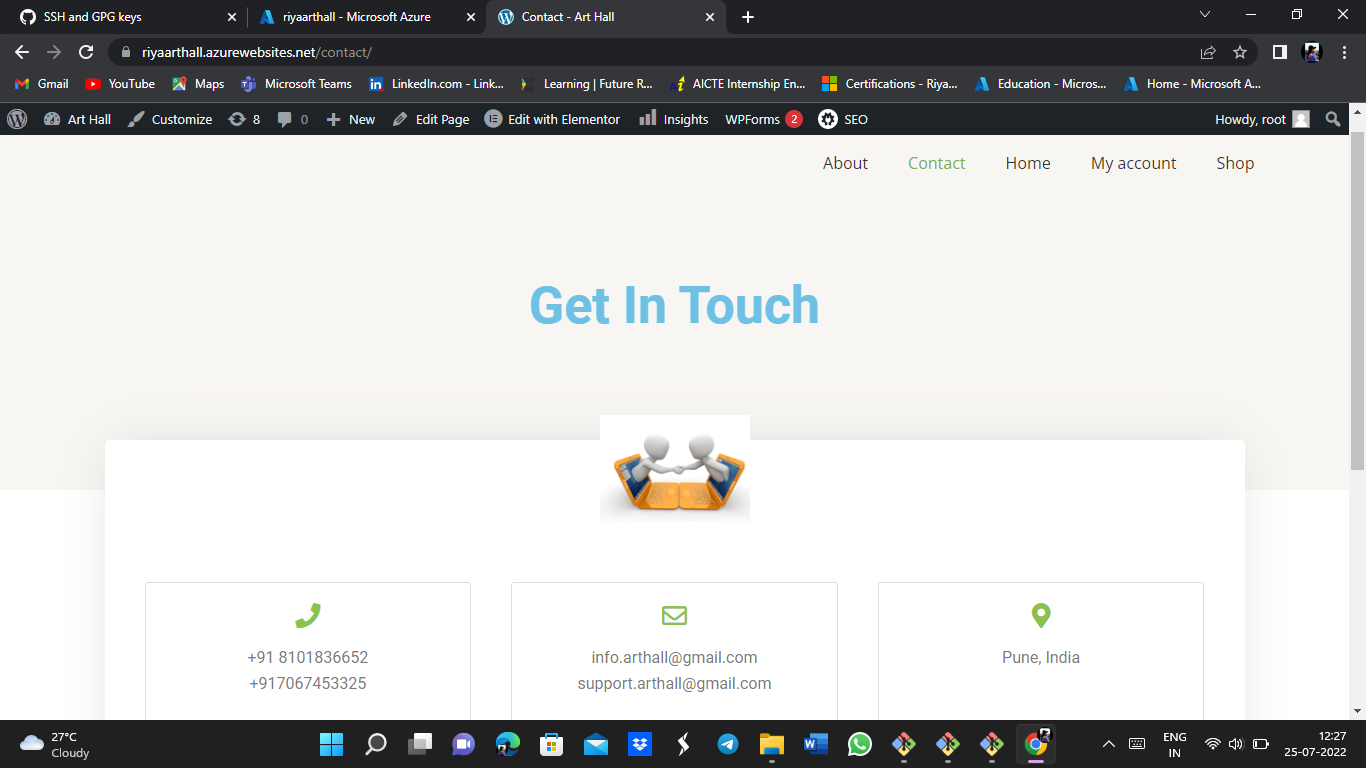 SSH and GPG keys
riyaarthall - Microsoft Azure
Contact - Art Hall
riyaarthall.azurewebsites.net/contact/
Gmail
YouTube
Maps
Microsoft Teams
LinkedIn.com - Link...
Learning | Future R...
AICTE Internship En...
Certifications - Riya...
Education - Micros...
Home - Microsoft A...
Art Hall
Customize
8
0
New
Edit Page
Edit with Elementor
Insights
WPForms 2
SEO
Howdy, root
About
Contact
Home
My account
Shop
Get In Touch
+91 8101836652
+917067453325
info.arthall@gmail.com
support.arthall@gmail.com
Pune, India
27°C
Cloudy
ENG
IN
12:27
25-07-2022